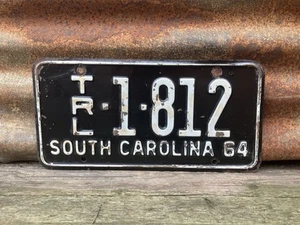 TRL 1-812
SOUTH CAROLINA 64